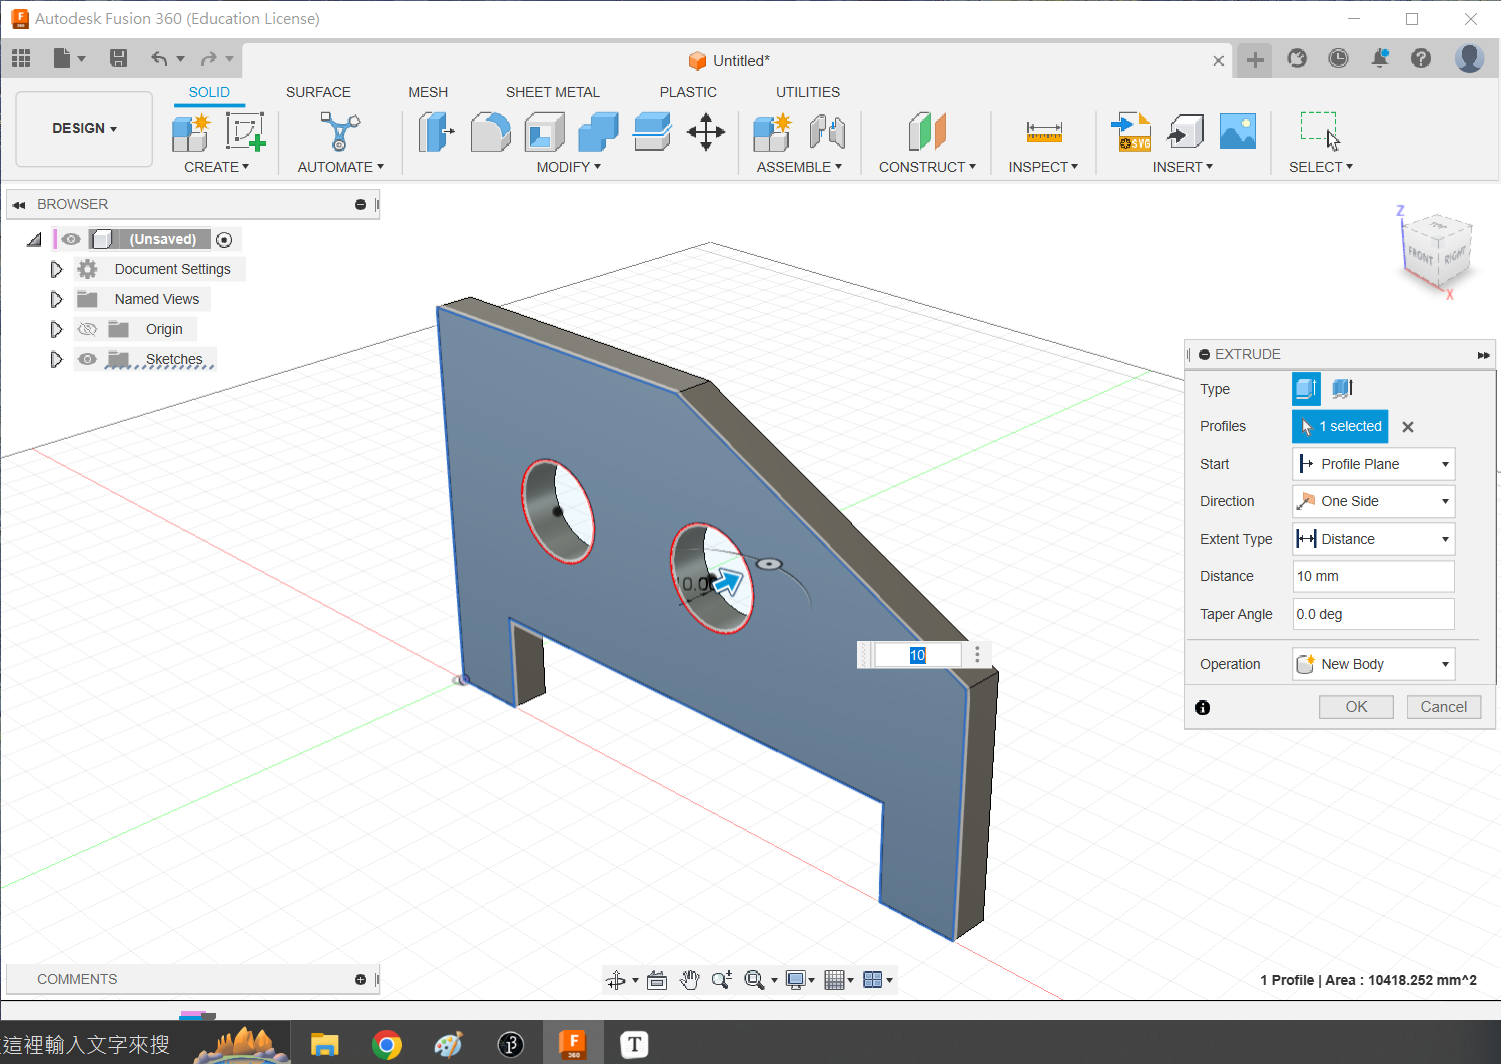 Autodesk Fusion 360 (Education License)
Untitled*
DESIGN
SOLID
SURFACE
MESH
SHEET METAL
PLASTIC
UTILITIES
CREATE
AUTOMATE
MODIFY
ASSEMBLE
CONSTRUCT
INSPECT
INSERT
SELECT
SVG
BROWSER
(Unsaved)
Document Settings
Named Views
Origin
Sketches
Z
FRONT
RIGHT
X
EXTRUDE
Type
Profiles
1 selected
Start
Profile Plane
Direction
One Side
Extent Type
Distance
Distance
10 mm
Taper Angle
0.0 deg
Operation
New Body
OK
Cancel
10
COMMENTS
1 Profile | Area : 10418.252 mm^2
這裡輸入文字來搜
F
360
T